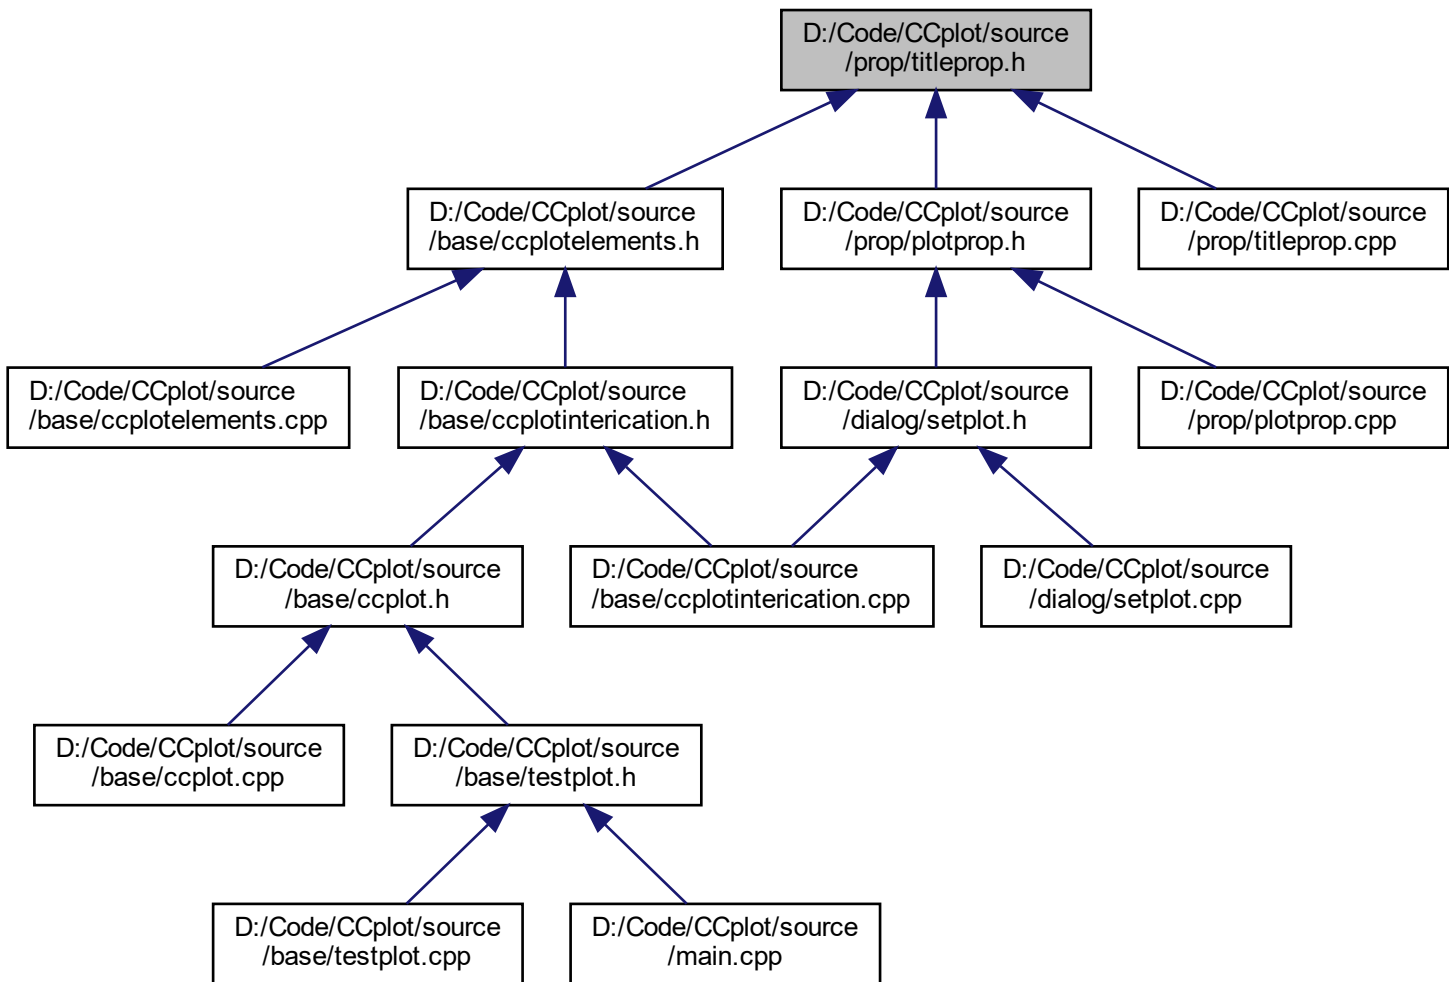 D:/Code/CCplot/source
/prop/titleprop.h
D:/Code/CCplot/source
/base/ccplotelements.h
D:/Code/CCplot/source
/prop/plotprop.h
D:/Code/CCplot/source
/prop/titleprop.cpp
D:/Code/CCplot/source
/base/ccplotelements.cpp
D:/Code/CCplot/source
/base/ccplotinterication.h
D:/Code/CCplot/source
/dialog/setplot.h
D:/Code/CCplot/source
/prop/plotprop.cpp
D:/Code/CCplot/source
/base/ccplot.h
D:/Code/CCplot/source
/base/ccplotinterication.cpp
D:/Code/CCplot/source
/dialog/setplot.cpp
D:/Code/CCplot/source
/base/ccplot.cpp
D:/Code/CCplot/source
/base/testplot.h
D:/Code/CCplot/source
/base/testplot.cpp
D:/Code/CCplot/source
/main.cpp